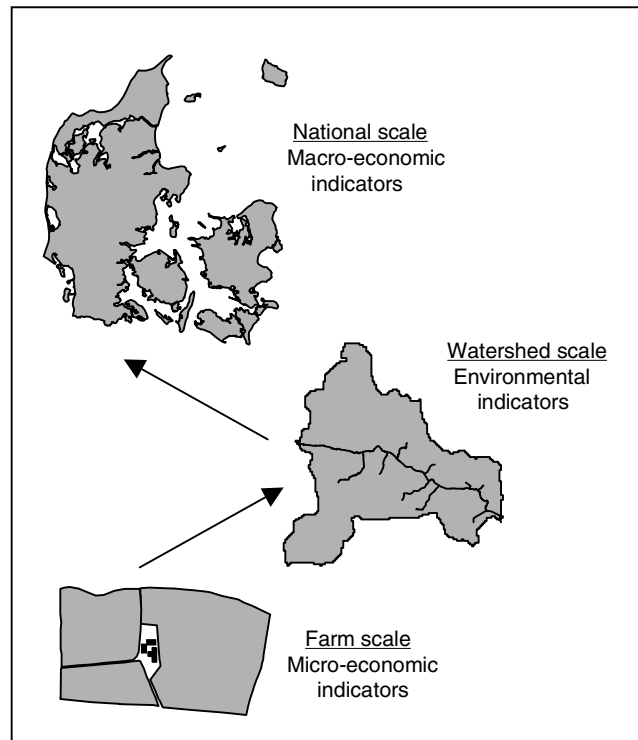 National scale
Macro-economic
indicators
Watershed scale
Environmental
indicators
Farm scale
Micro-economic
indicators